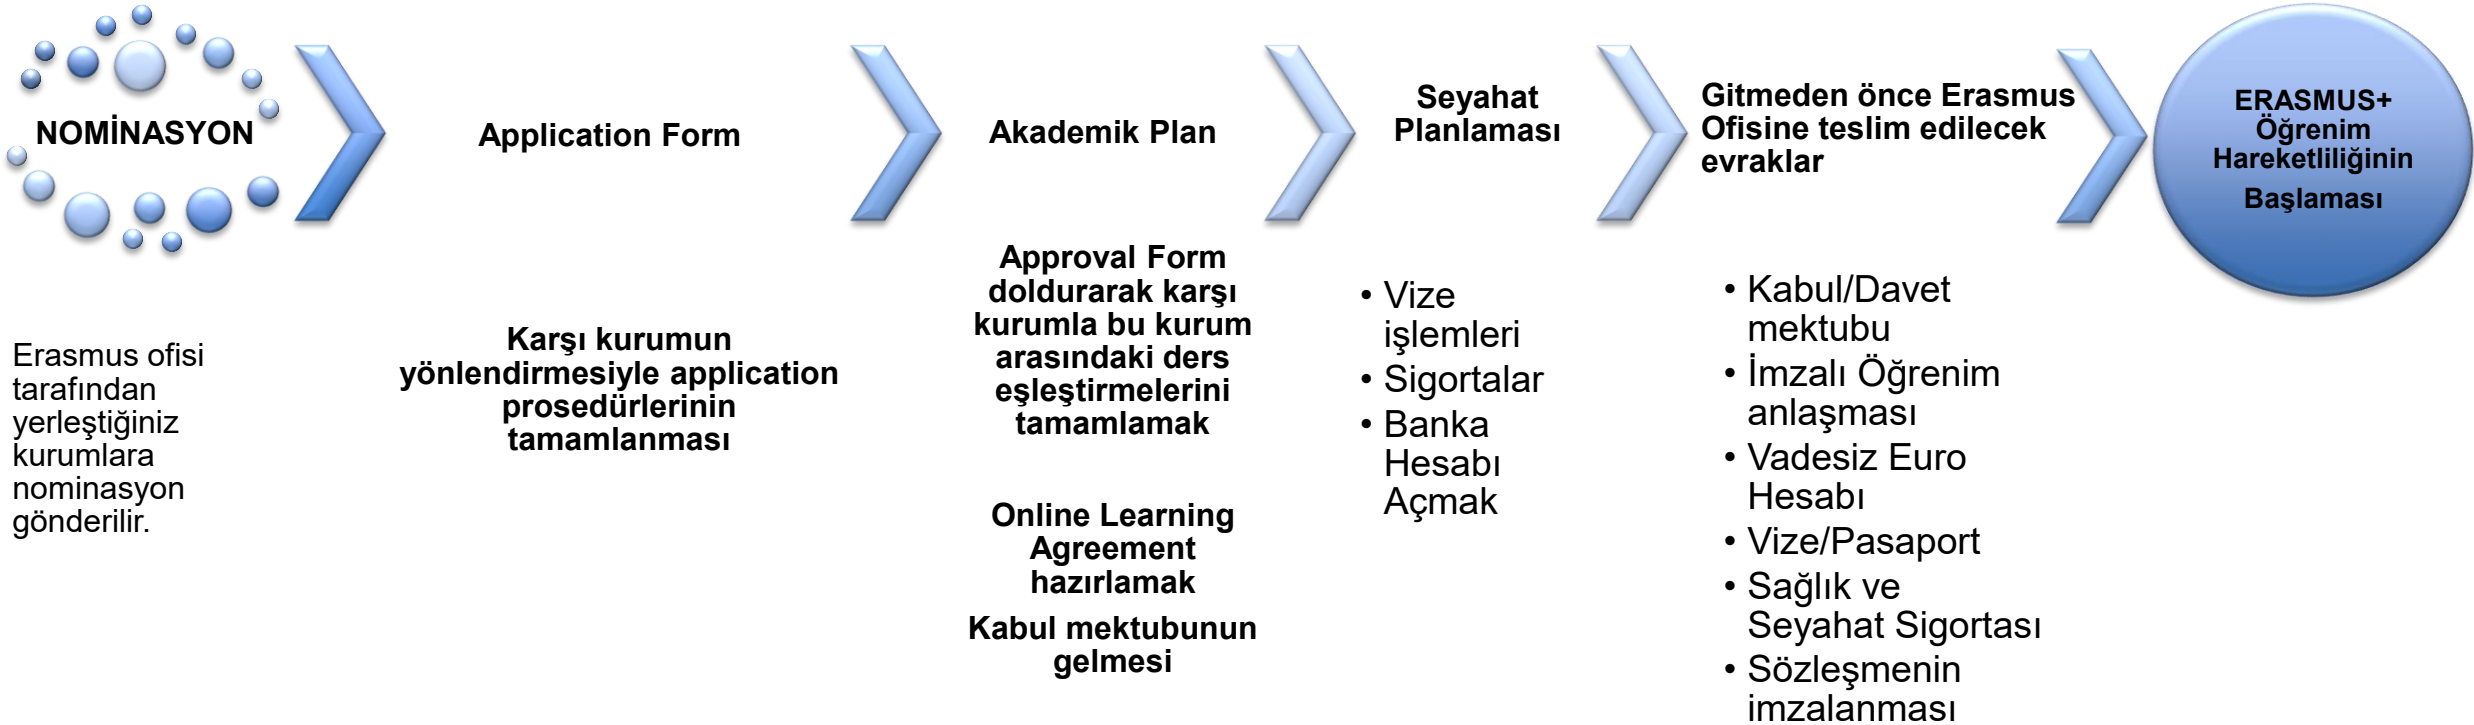 NOMİNASYON
Erasmus ofisi
tarafından
yerleştiğiniz
kurumlara
nominasyon
gönderilir.
Application Form
Karşı kurumun
yönlendirmesiyle application
prosedürlerinin
tamamlanması
Akademik Plan
Approval Form
doldurarak karşı
kurumla bu kurum
arasındaki ders
eşleştirmelerini
tamamlamak
Online Learning
Agreement
hazırlamak
Kabul mektubunun
gelmesi
Seyahat
Planlaması
• Vize
işlemleri
• Sigortalar
• Banka
Hesabı
Açmak
Gitmeden önce Erasmus
Ofisine teslim edilecek
evraklar
• Kabul/Davet
mektubu
• İmzalı Öğrenim
anlaşması
• Vadesiz Euro
Hesabı
• Vize/Pasaport
• Sağlık ve
Seyahat Sigortası
• Sözleşmenin
imzalanması
ERASMUS+
Öğrenim
Hareketliliğinin
Başlaması